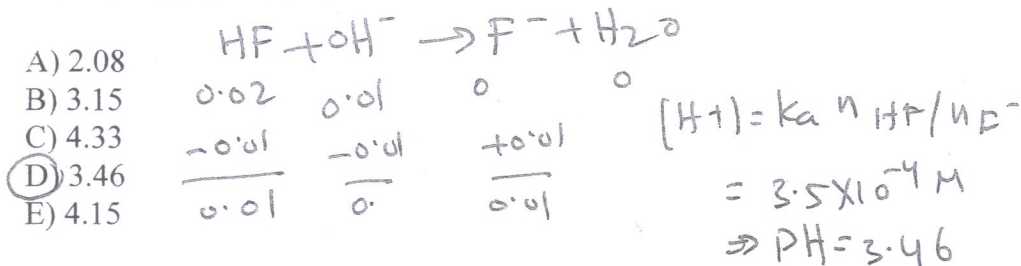 HF + OH⁻ → F⁻ + H₂O
A) 2.08
B) 3.15
C) 4.33
D) 3.46
E) 4.15
0.02 0.01 0 0
-0.01 -0.01 +0.01
0.01 0. 0.01
[H+] = Ka n HF / n F⁻
= 3.5 X 10⁻⁴ M
⇒ PH = 3.46